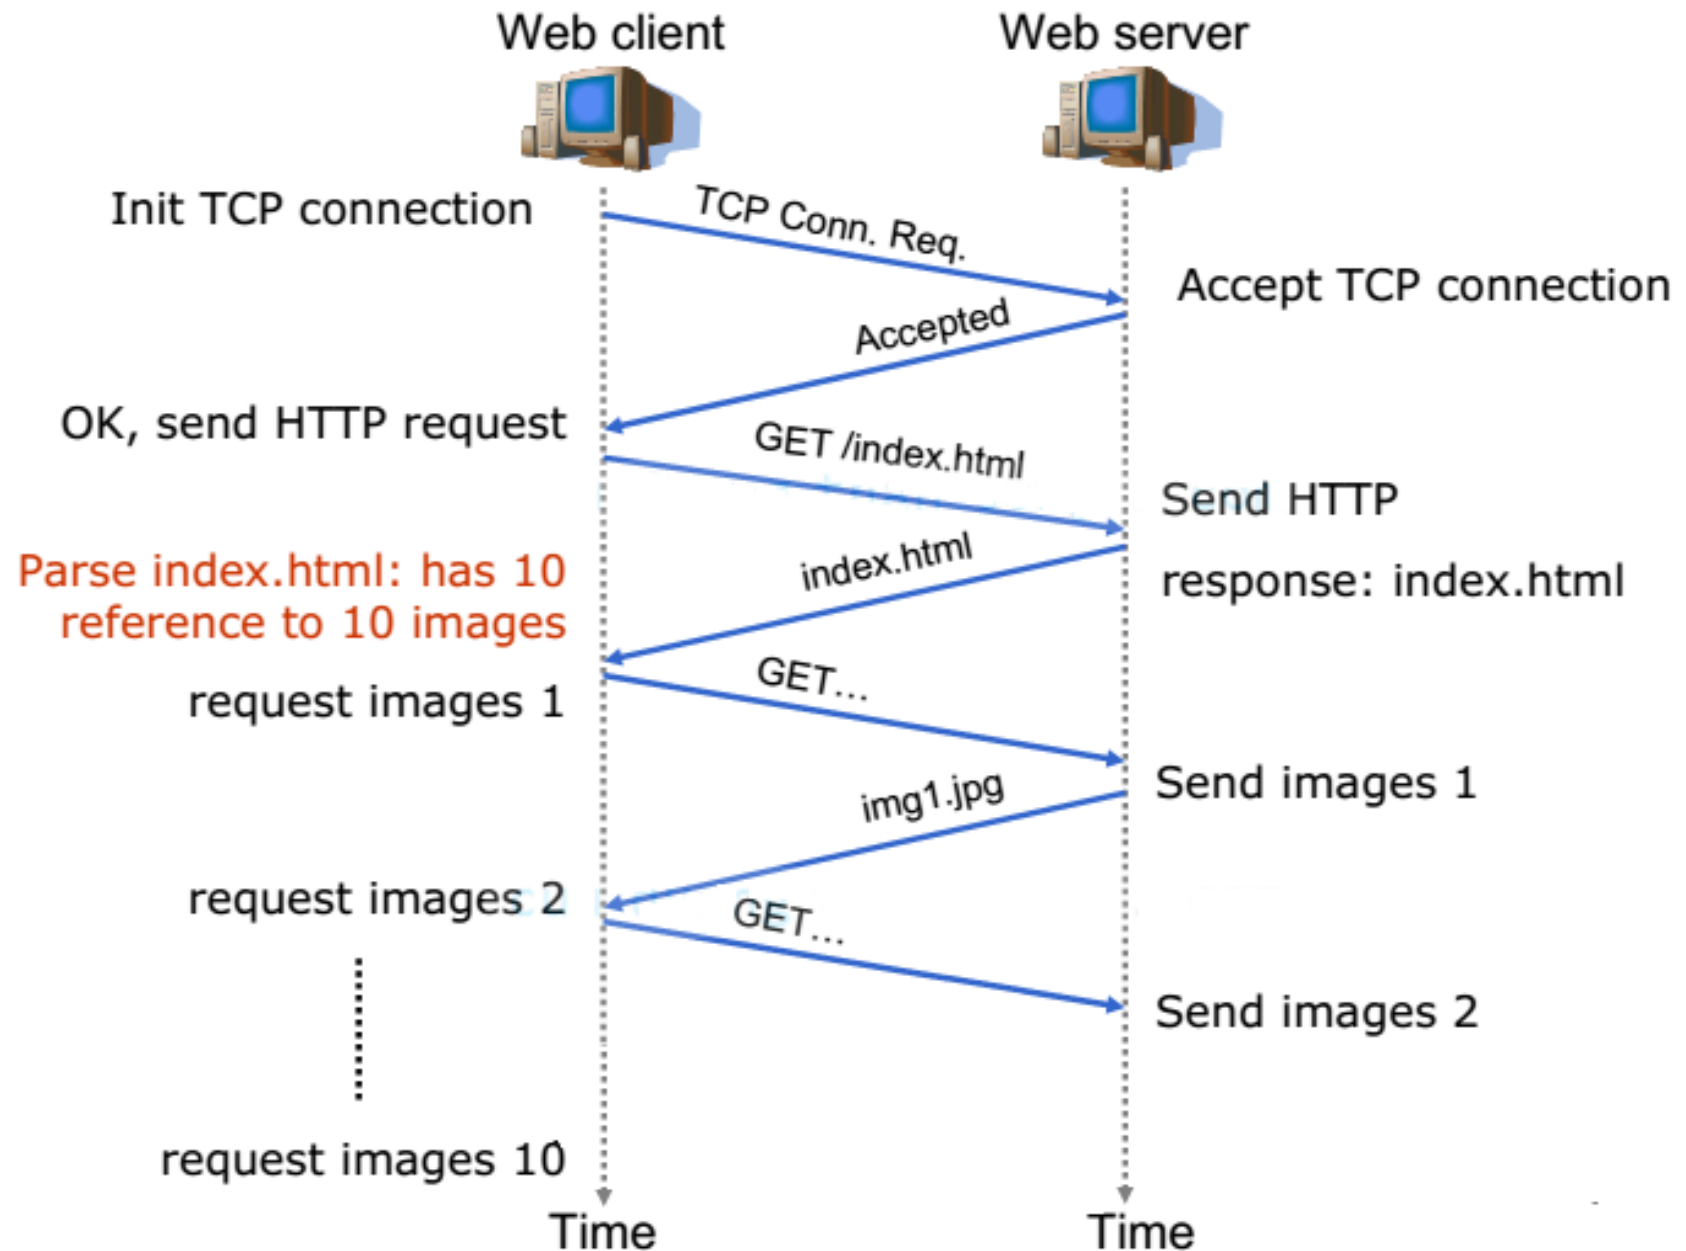 Web client
Web server
Init TCP connection
TCP Conn. Req.
Accept TCP connection
Accepted
OK, send HTTP request
GET /index.html
Send HTTP
response: index.html
index.html
Parse index.html: has 10
reference to 10 images
request images 1
GET...
Send images 1
img1.jpg
request images 2
GET...
Send images 2
request images 10
Time
Time